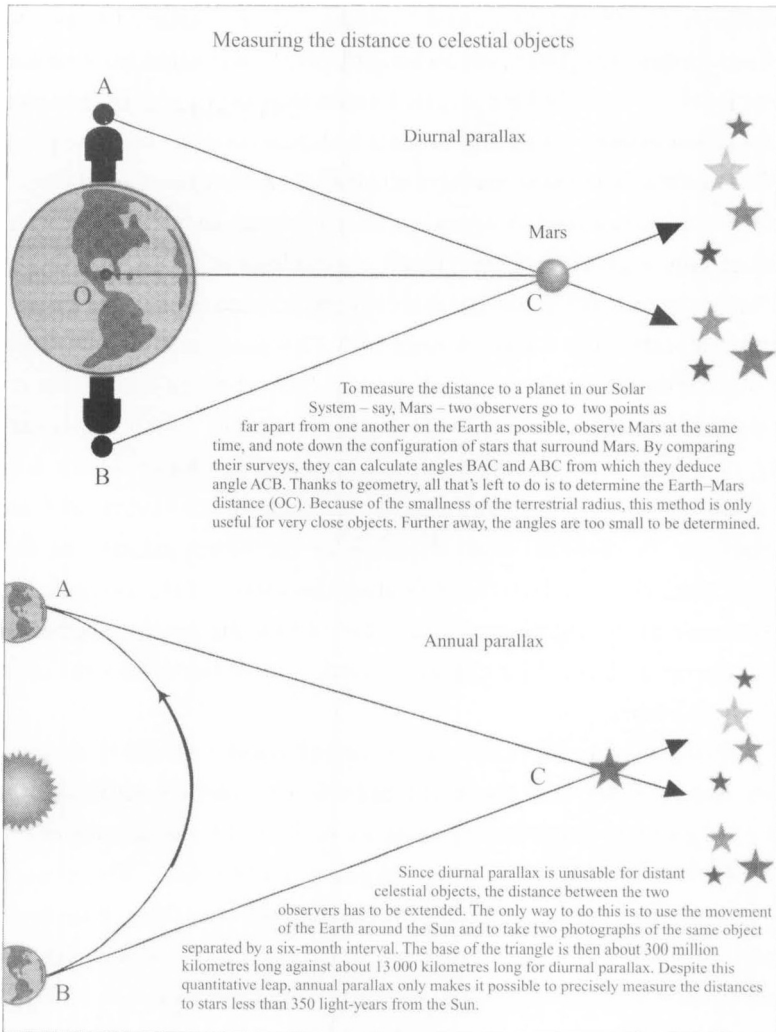 Measuring the distance to celestial objects
A
Diurnal parallax
Mars
O
C
To measure the distance to a planet in our Solar
System – say, Mars – two observers go to two points as
far apart from one another on the Earth as possible, observe Mars at the same
time, and note down the configuration of stars that surround Mars. By comparing
their surveys, they can calculate angles BAC and ABC from which they deduce
angle ACB. Thanks to geometry, all that's left to do is to determine the Earth–Mars
distance (OC). Because of the smallness of the terrestrial radius, this method is only
useful for very close objects. Further away, the angles are too small to be determined.
B
A
Annual parallax
C
Since diurnal parallax is unusable for distant
celestial objects, the distance between the two
observers has to be extended. The only way to do this is to use the movement
of the Earth around the Sun and to take two photographs of the same object
separated by a six-month interval. The base of the triangle is then about 300 million
kilometres long against about 13 000 kilometres long for diurnal parallax. Despite this
quantitative leap, annual parallax only makes it possible to precisely measure the distances
to stars less than 350 light-years from the Sun.
B